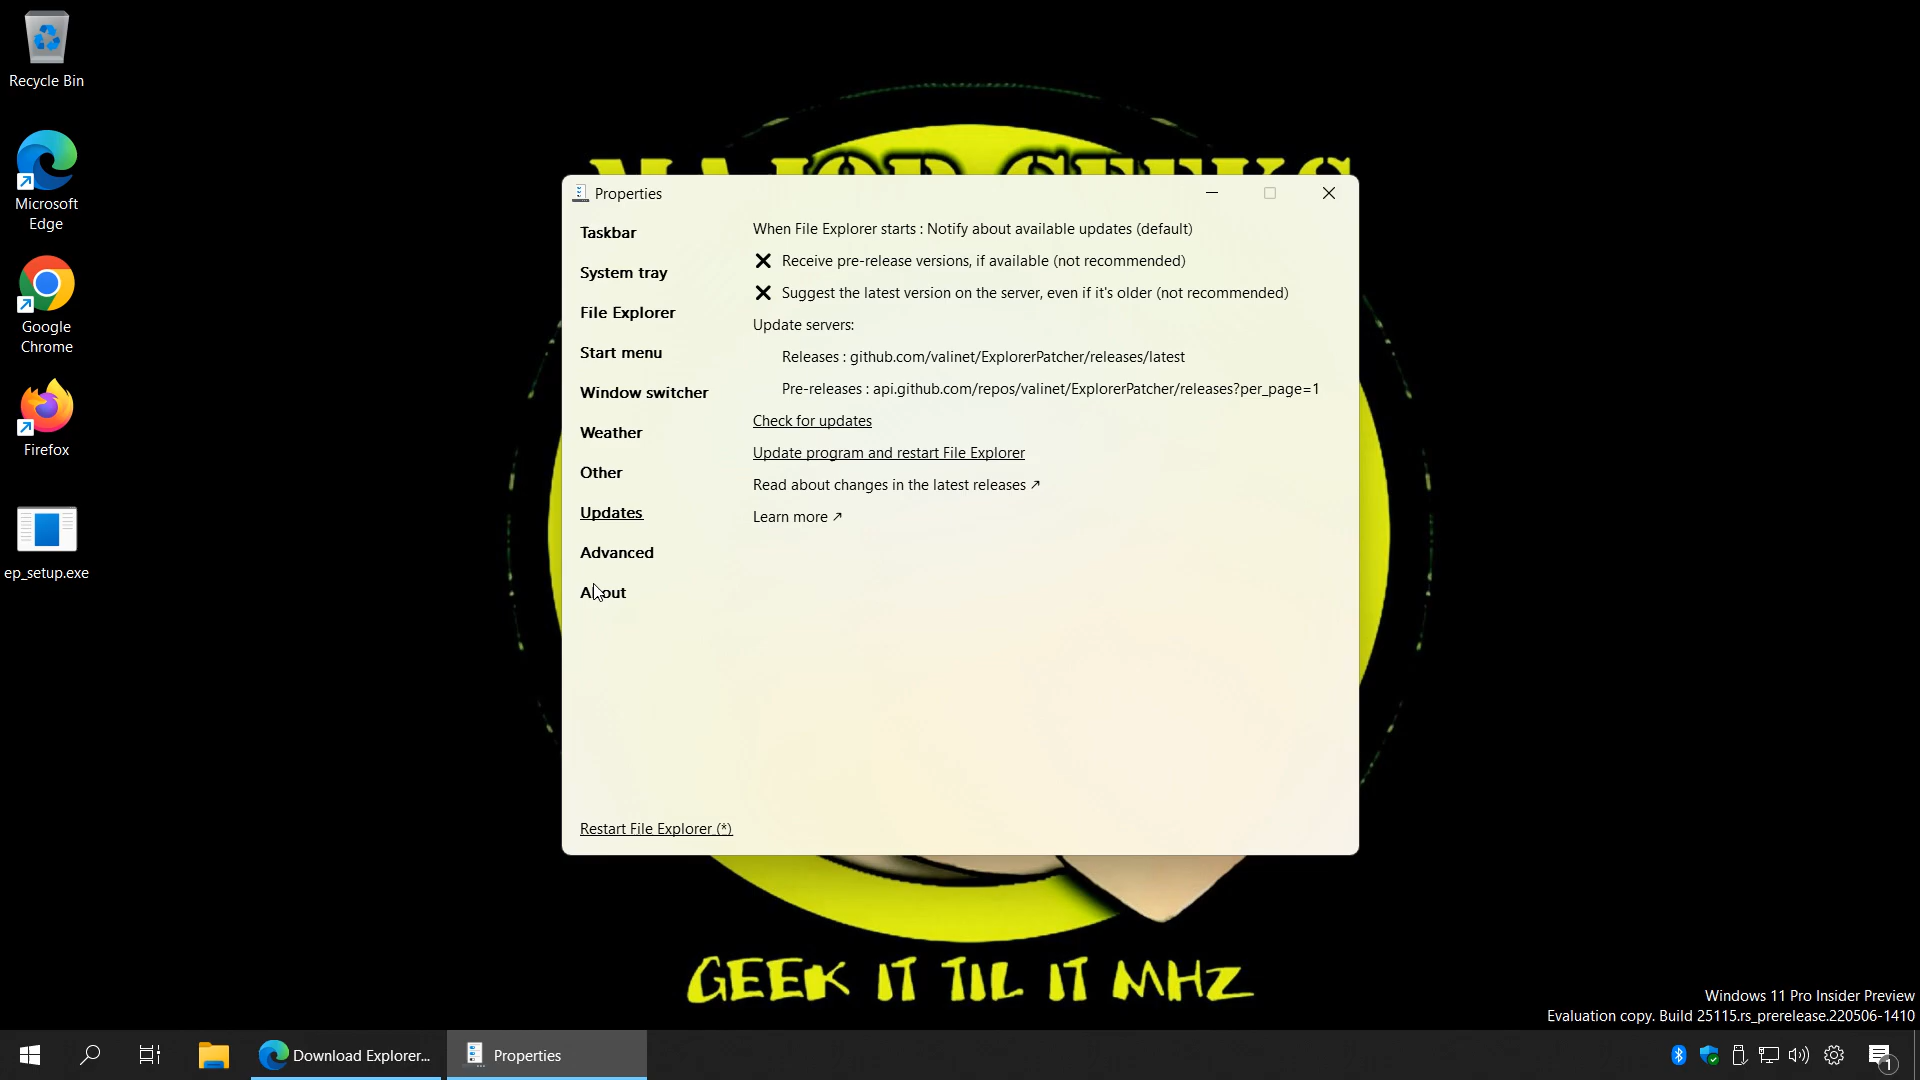 Recycle Bin
Microsoft
Edge
Google
Chrome
Firefox
ep_setup.exe
MAJOR GEEKS
Properties
Taskbar
System tray
File Explorer
Start menu
Window switcher
Weather
Other
Updates
Advanced
About
Restart File Explorer (*)
When File Explorer starts : Notify about available updates (default)
Receive pre-release versions, if available (not recommended)
Suggest the latest version on the server, even if it's older (not recommended)
Update servers:
Releases : github.com/valinet/ExplorerPatcher/releases/latest
Pre-releases : api.github.com/repos/valinet/ExplorerPatcher/releases?per_page=1
Check for updates
Update program and restart File Explorer
Read about changes in the latest releases ↗
Learn more ↗
GEEK IT TIL IT MHZ
Windows 11 Pro Insider Preview
Evaluation copy. Build 25115.rs_prerelease.220506-1410
Download Explorer...
Properties
1